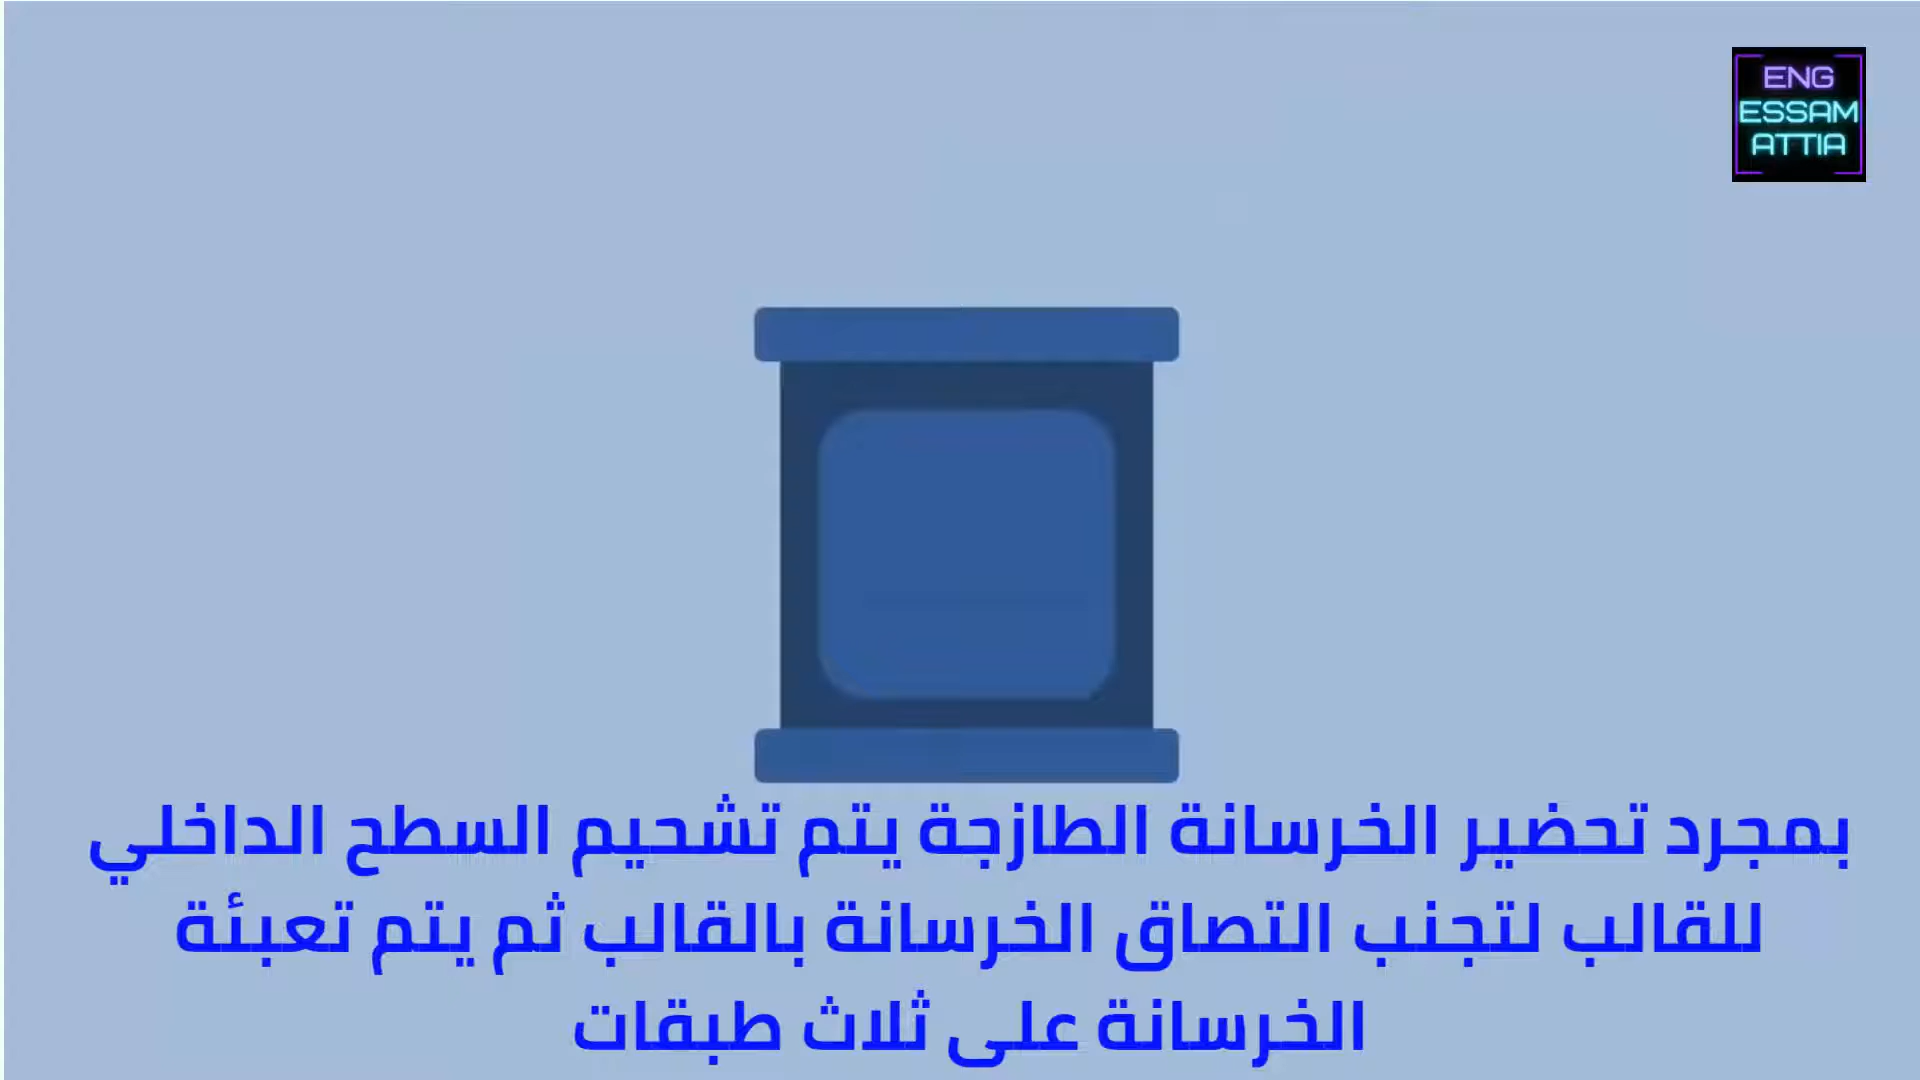 ENG
ESSAM
ATTIA
بمجرد تحضير الخرسانة الطازجة يتم تشحيم السطح الداخلي
للقالب لتجنب التصاق الخرسانة بالقالب ثم يتم تعبئة
الخرسانة على ثلاث طبقات